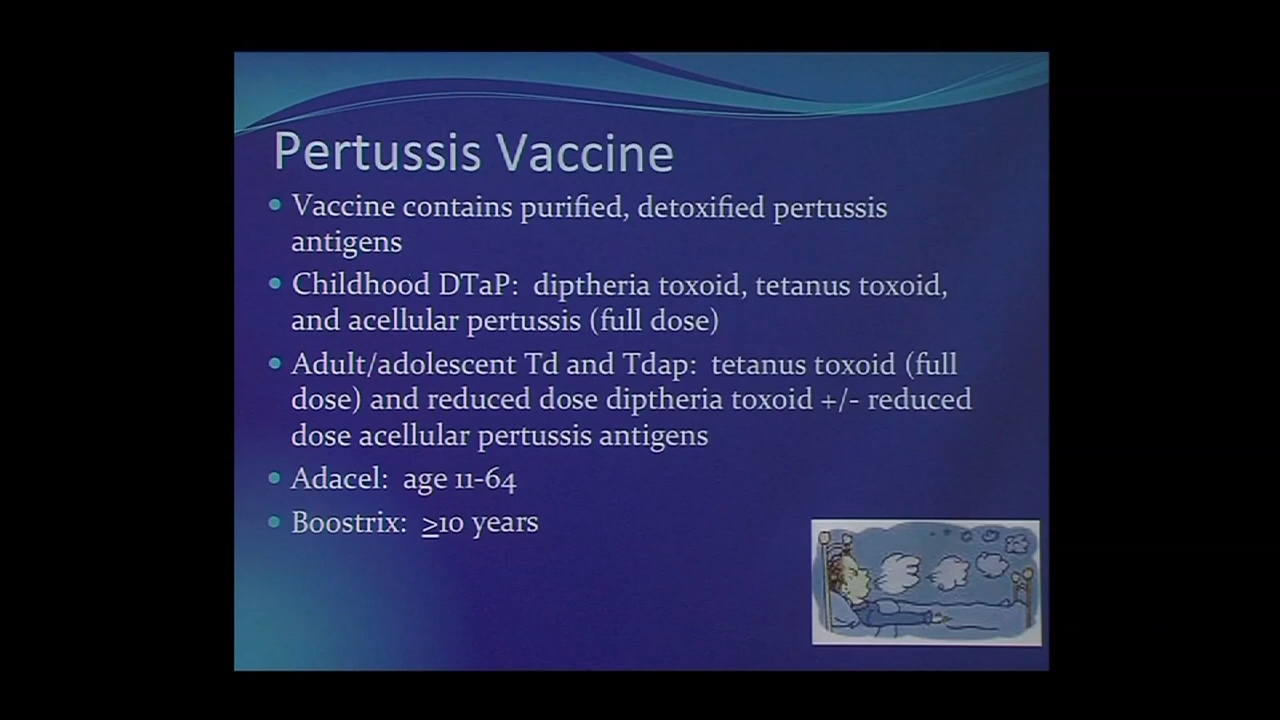 Pertussis Vaccine
• Vaccine contains purified, detoxified pertussis
antigens
• Childhood DTaP:  diptheria toxoid, tetanus toxoid,
and acellular pertussis (full dose)
• Adult/adolescent Td and Tdap:  tetanus toxoid (full
dose) and reduced dose diptheria toxoid +/- reduced
dose acellular pertussis antigens
• Adacel:  age 11-64
• Boostrix:  ≥10 years